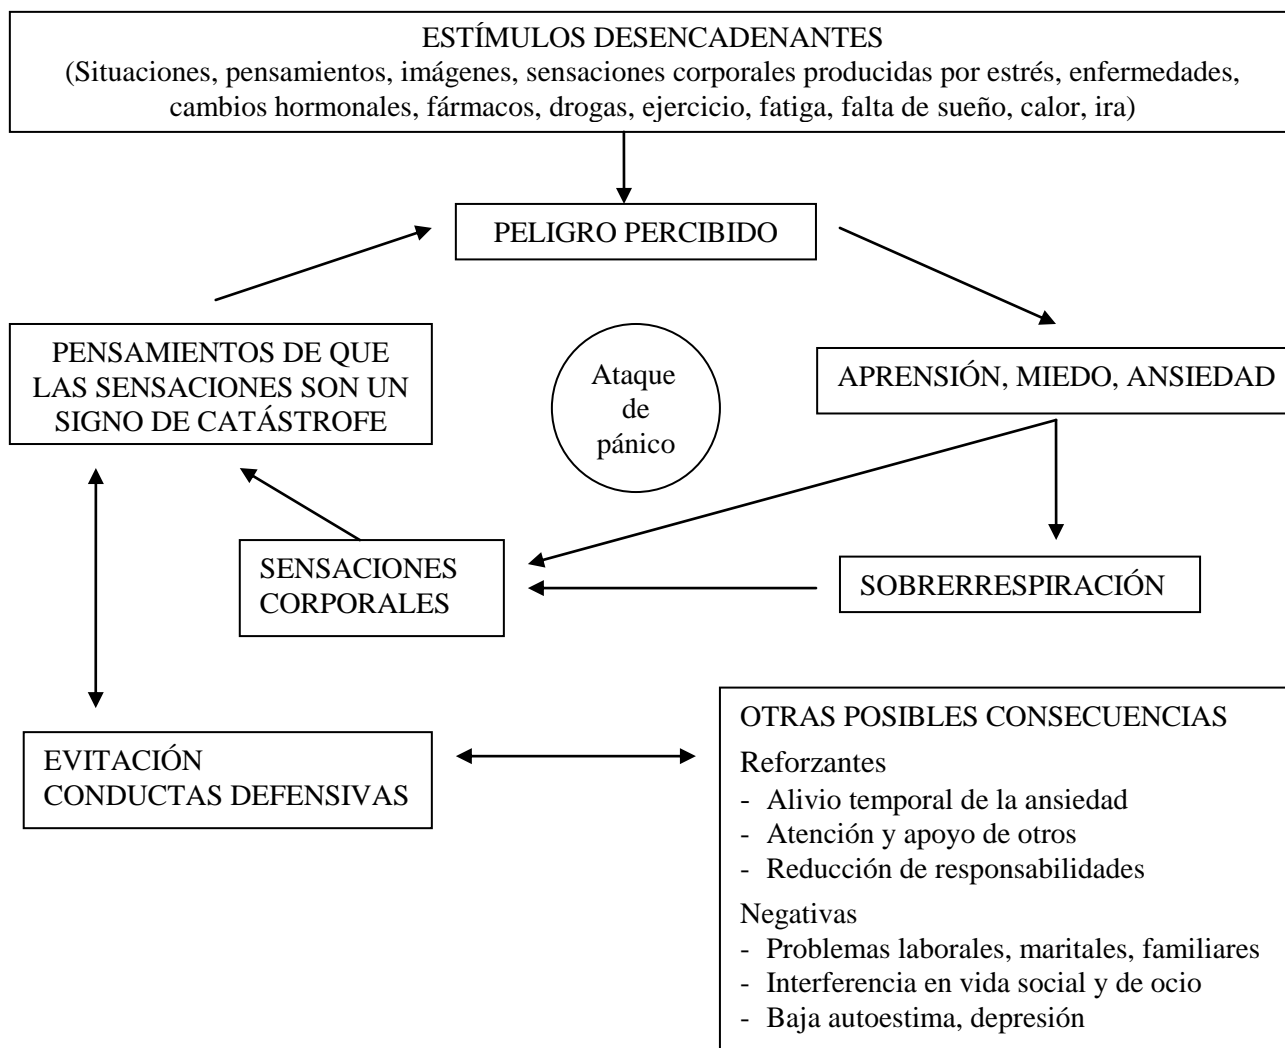 ESTÍMULOS DESENCADENANTES
(Situaciones, pensamientos, imágenes, sensaciones corporales producidas por estrés, enfermedades,
cambios hormonales, fármacos, drogas, ejercicio, fatiga, falta de sueño, calor, ira)
PELIGRO PERCIBIDO
PENSAMIENTOS DE QUE
LAS SENSACIONES SON UN
SIGNO DE CATÁSTROFE
Ataque
de
pánico
APRENSIÓN, MIEDO, ANSIEDAD
SENSACIONES
CORPORALES
SOBRERRESPIRACIÓN
EVITACIÓN
CONDUCTAS DEFENSIVAS
OTRAS POSIBLES CONSECUENCIAS
Reforzantes
- Alivio temporal de la ansiedad
- Atención y apoyo de otros
- Reducción de responsabilidades
Negativas
- Problemas laborales, maritales, familiares
- Interferencia en vida social y de ocio
- Baja autoestima, depresión